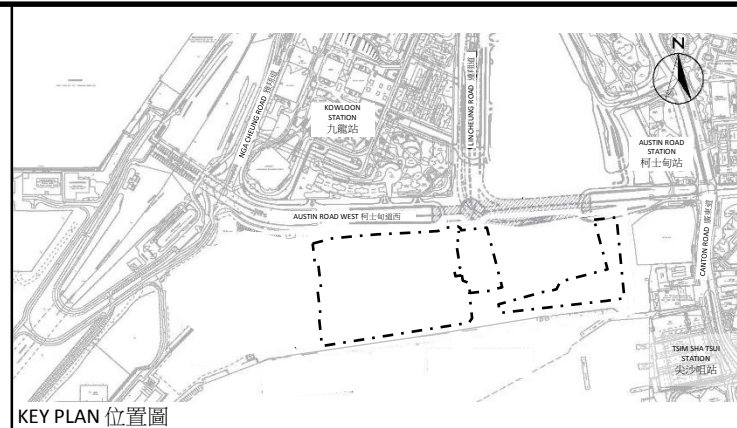 N
NGA CHEUNG ROAD 雅翔道
KOWLOON
STATION
九龍站
LIN CHEUNG ROAD 連翔道
AUSTIN ROAD
STATION
柯士甸站
AUSTIN ROAD WEST 柯士甸道西
CANTON ROAD 廣東道
TSIM SHA TSUI
STATION
尖沙咀站
KEY PLAN 位置圖